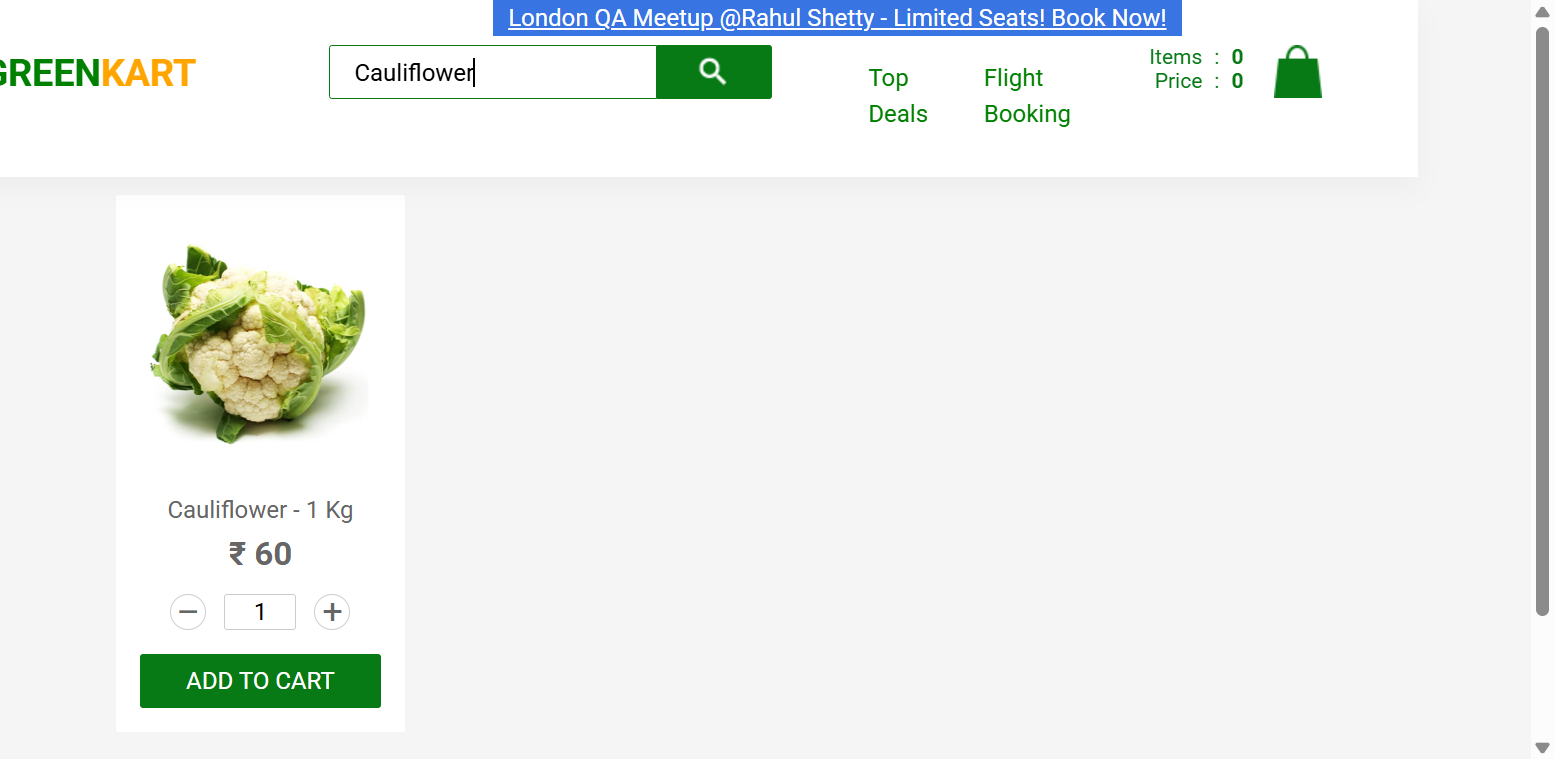 London QA Meetup @Rahul Shetty - Limited Seats! Book Now!
GREENKART
Cauliflower
Top
Deals
Flight
Booking
Items : 0
Price : 0
Cauliflower - 1 Kg
₹ 60
1
ADD TO CART